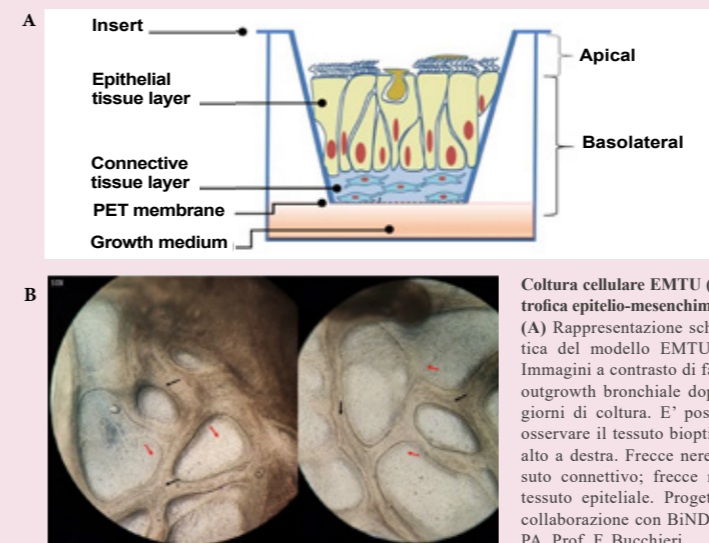 A
Insert
Epithelial
tissue layer
Connective
tissue layer
PET membrane
Growth medium
Apical
Basolateral
B
Coltura cellulare EMTU (
trofica epitelio-mesenchim
(A) Rappresentazione sch
tica del modello EMTU
Immagini a contrasto di fa
outgrowth bronchiale dop
giorni di coltura. E' pos
osservare il tessuto biopti
alto a destra. Frecce nere
suto connettivo; frecce
tessuto epiteliale. Proget
collaborazione con BiND
PA, Prof. F. Bucchieri